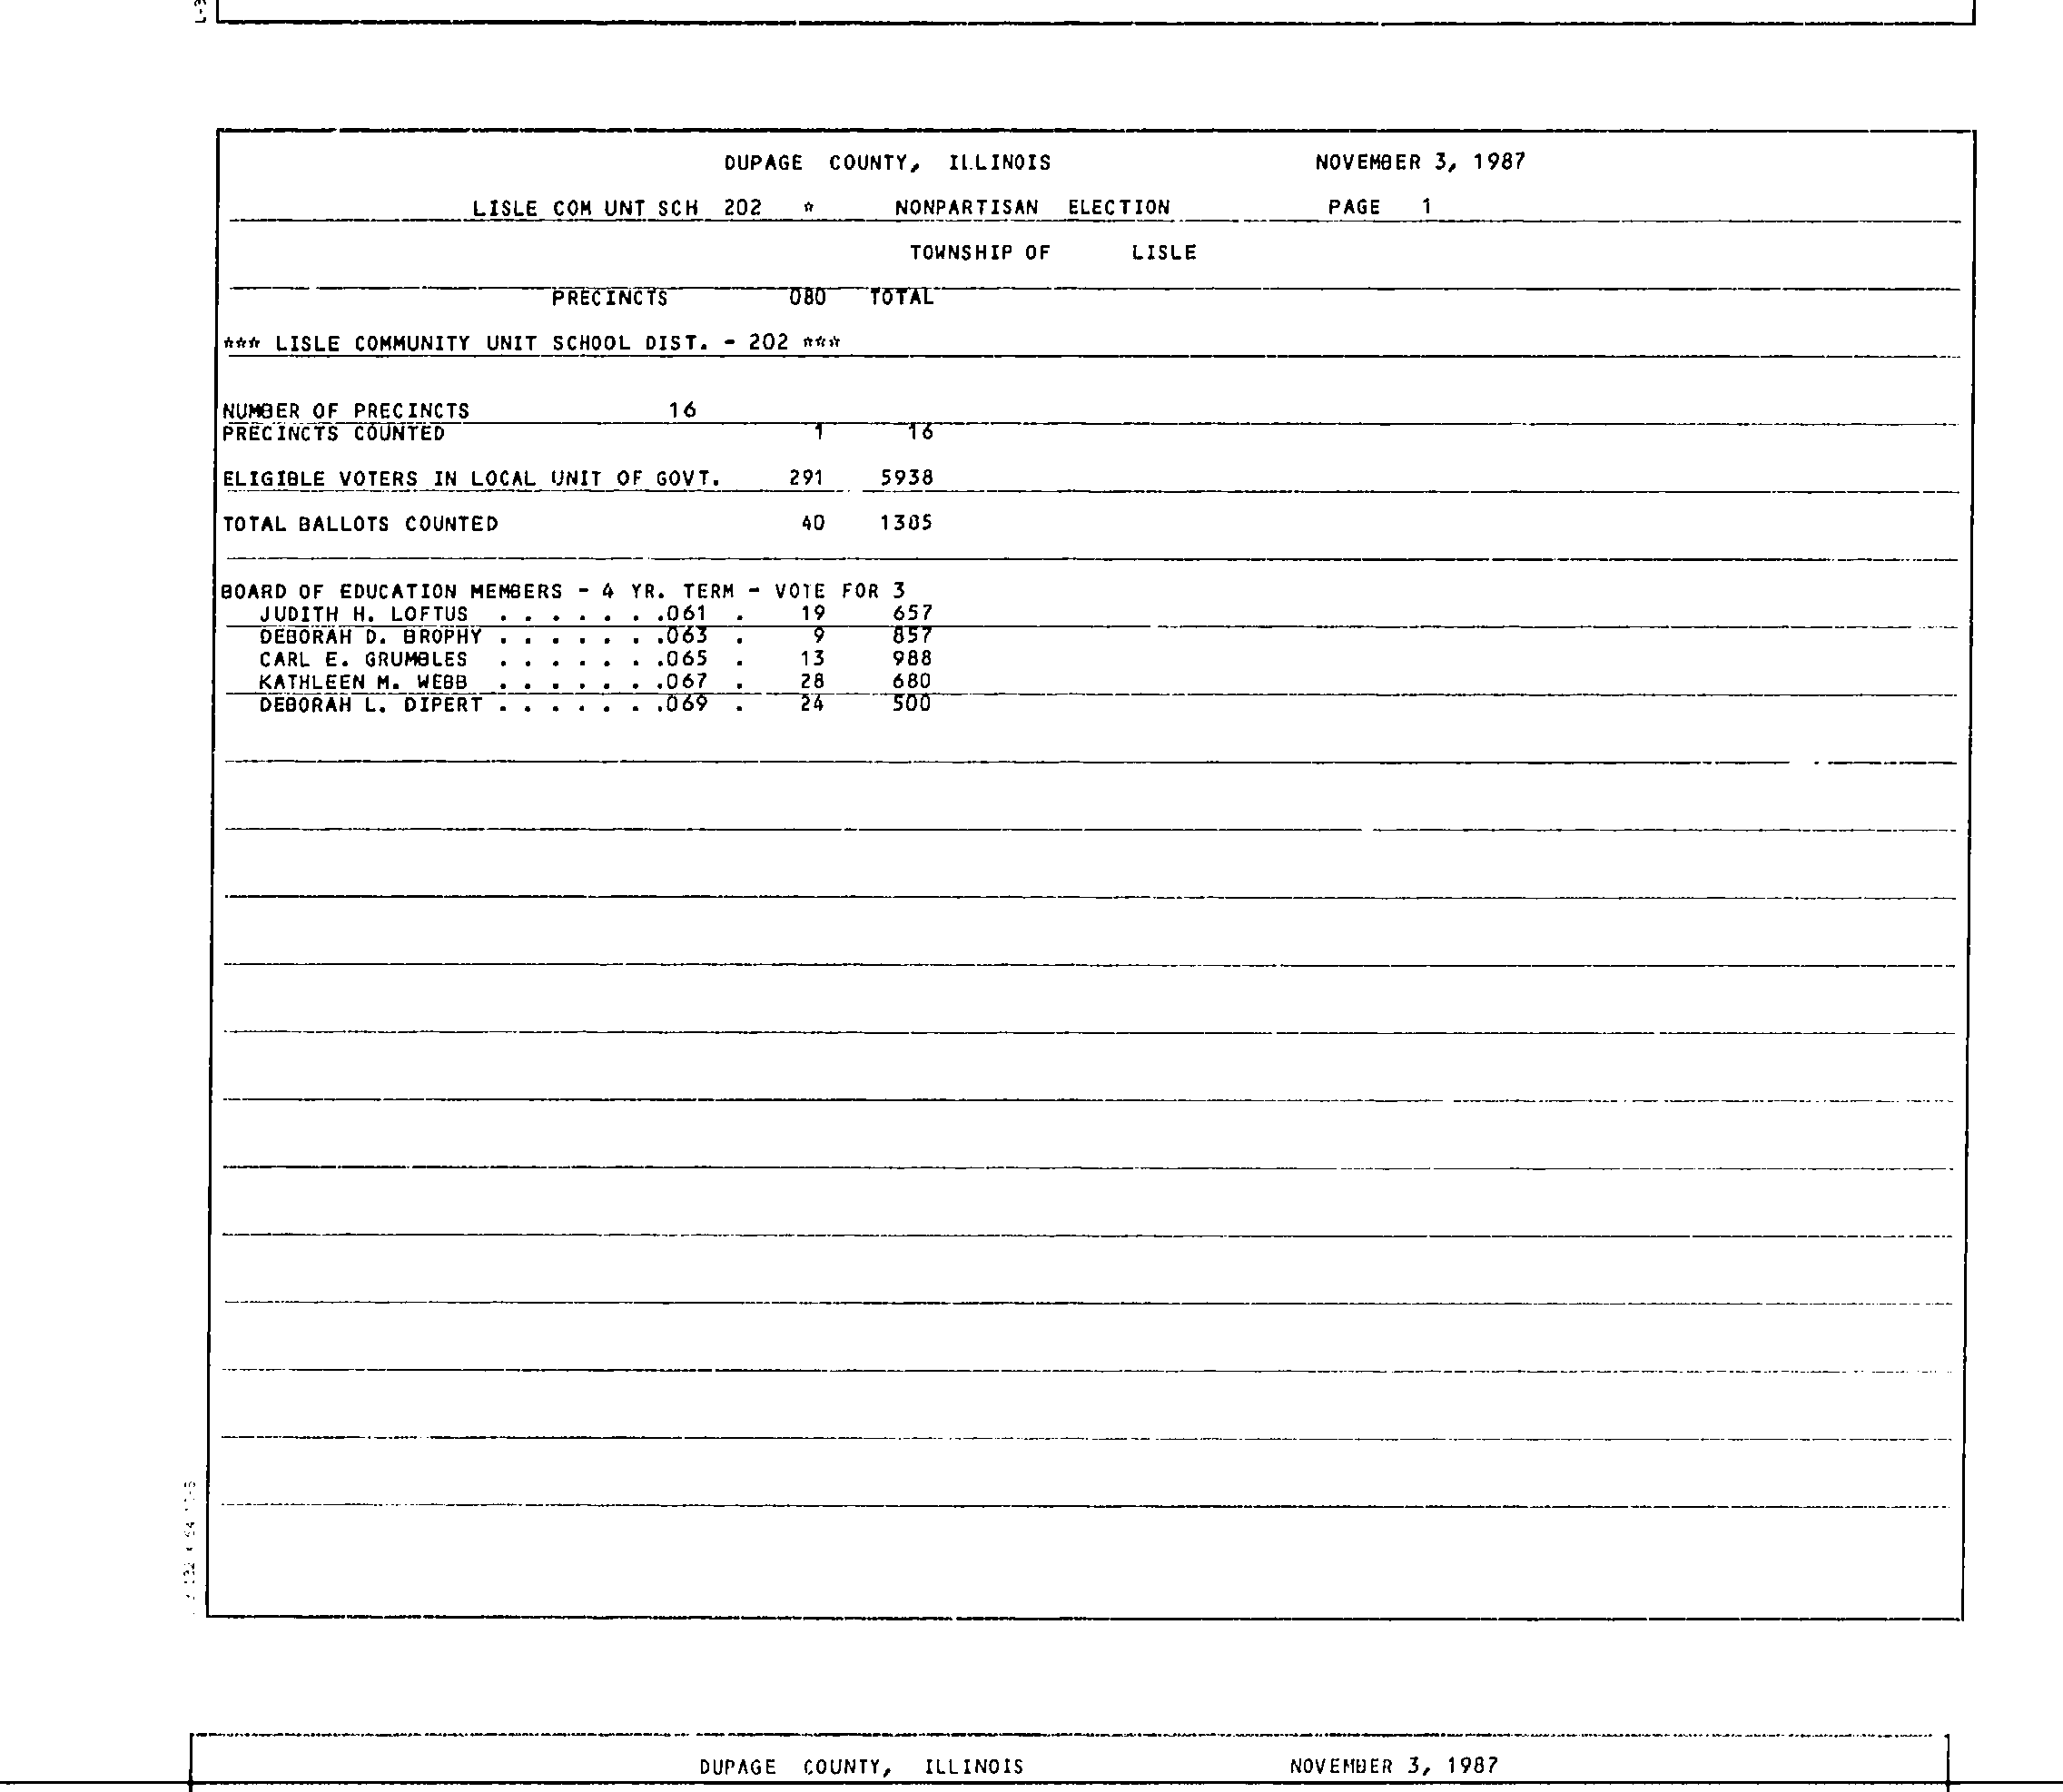 DUPAGE COUNTY, ILLINOIS NOVEMBER 3, 1987
LISLE COM UNT SCH 202 * NONPARTISAN ELECTION PAGE 1
TOWNSHIP OF LISLE
PRECINCTS 080 TOTAL
*** LISLE COMMUNITY UNIT SCHOOL DIST. - 202 ***
NUMBER OF PRECINCTS 16
PRECINCTS COUNTED 1 16
ELIGIBLE VOTERS IN LOCAL UNIT OF GOVT. 291 5938
TOTAL BALLOTS COUNTED 40 1385
BOARD OF EDUCATION MEMBERS - 4 YR. TERM - VOTE FOR 3
JUDITH H. LOFTUS . . . . . . .061 . 19 657
DEBORAH D. BROPHY . . . . . . .063 . 9 857
CARL E. GRUMBLES . . . . . . .065 . 13 988
KATHLEEN M. WEBB . . . . . . .067 . 28 680
DEBORAH L. DIPERT . . . . . . .069 . 24 500
DUPAGE COUNTY, ILLINOIS NOVEMBER 3, 1987